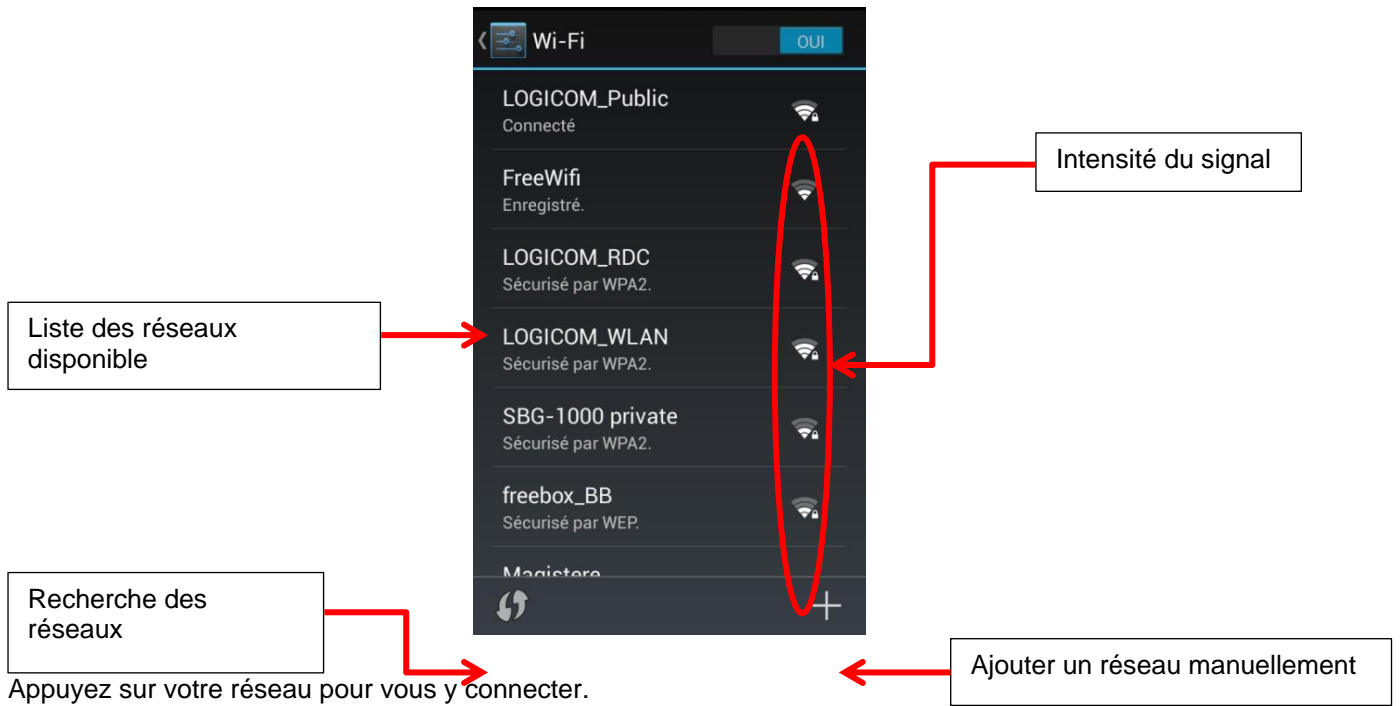 Wi-Fi
OUI
LOGICOM_Public
Connecté
FreeWifi
Enregistré.
LOGICOM_RDC
Sécurisé par WPA2.
LOGICOM_WLAN
Sécurisé par WPA2.
SBG-1000 private
Sécurisé par WPA2.
freebox_BB
Sécurisé par WEP.
Magistere
Intensité du signal
Liste des réseaux
disponible
Recherche des
réseaux
Ajouter un réseau manuellement
Appuyez sur votre réseau pour vous y connecter.